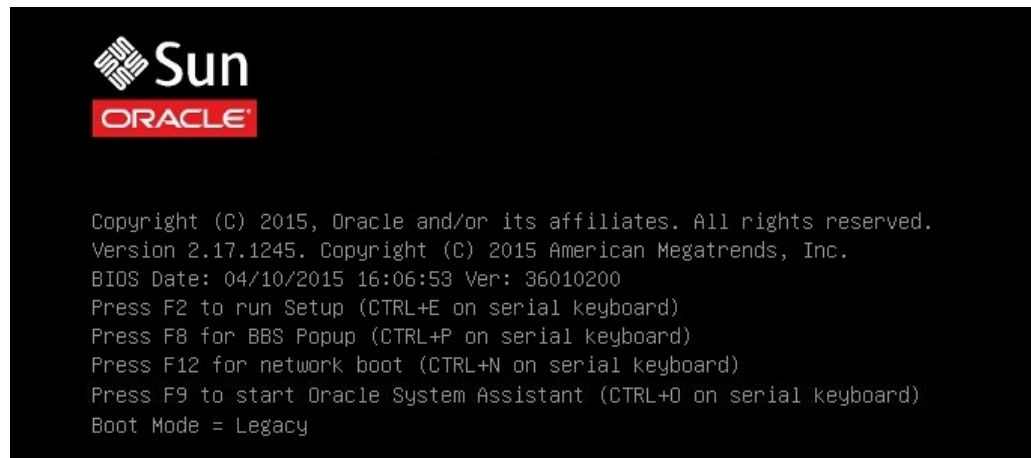 Sun
ORACLE
Copyright (C) 2015, Oracle and/or its affiliates. All rights reserved.
Version 2.17.1245. Copyright (C) 2015 American Megatrends, Inc.
BIOS Date: 04/10/2015 16:06:53 Ver: 36010200
Press F2 to run Setup (CTRL+E on serial keyboard)
Press F8 for BBS Popup (CTRL+P on serial keyboard)
Press F12 for network boot (CTRL+N on serial keyboard)
Press F9 to start Oracle System Assistant (CTRL+O on serial keyboard)
Boot Mode = Legacy